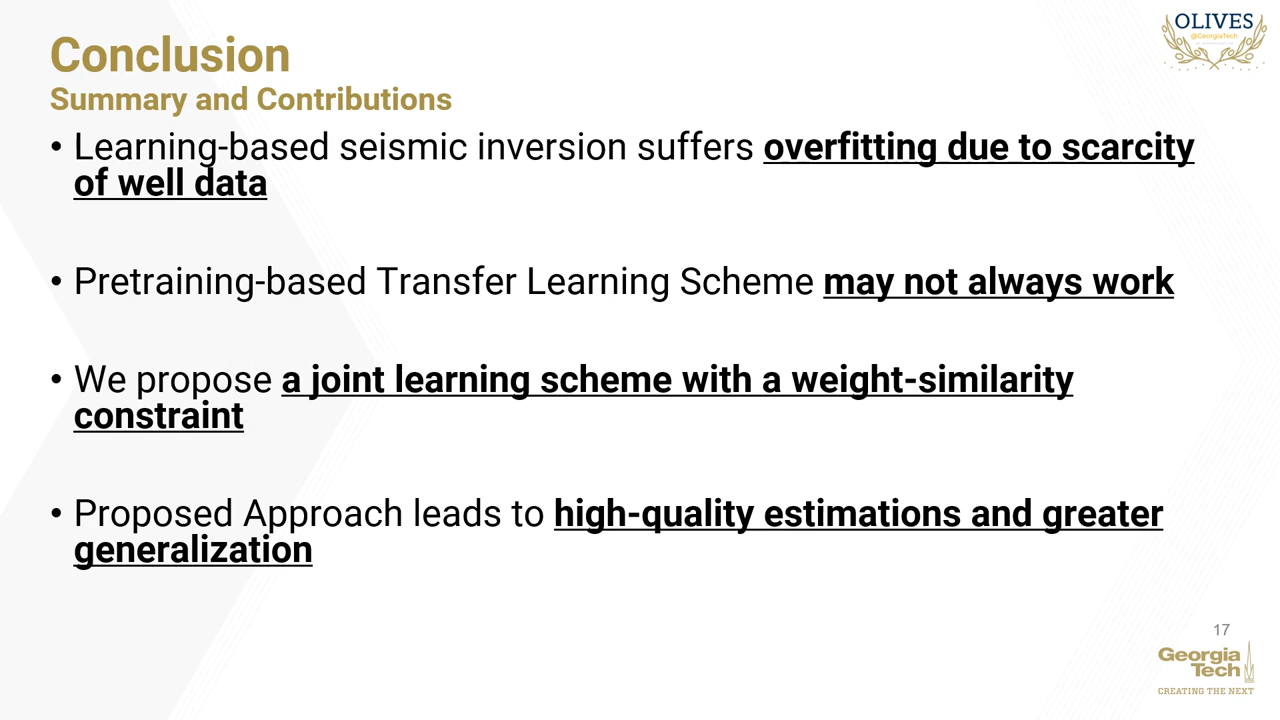 OLIVES
@GeorgiaTech
Conclusion
Summary and Contributions
• Learning-based seismic inversion suffers overfitting due to scarcity
of well data
• Pretraining-based Transfer Learning Scheme may not always work
• We propose a joint learning scheme with a weight-similarity
constraint
• Proposed Approach leads to high-quality estimations and greater
generalization
17
Georgia
Tech
CREATING THE NEXT